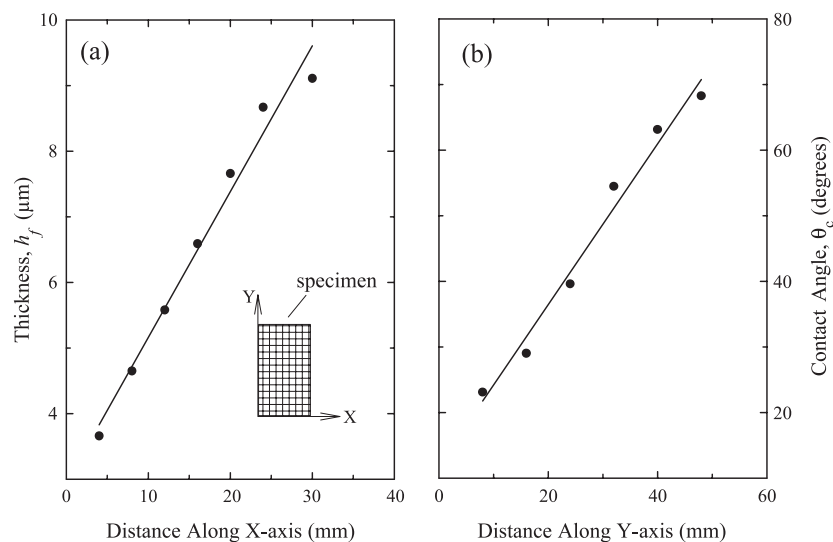 (a)
10
8
6
4
0
10
20
30
40
Thickness, h_f (μm)
Distance Along X-axis (mm)
specimen
Y
X
(b)
80
60
40
20
0
20
40
60
Contact Angle, θ_c (degrees)
Distance Along Y-axis (mm)